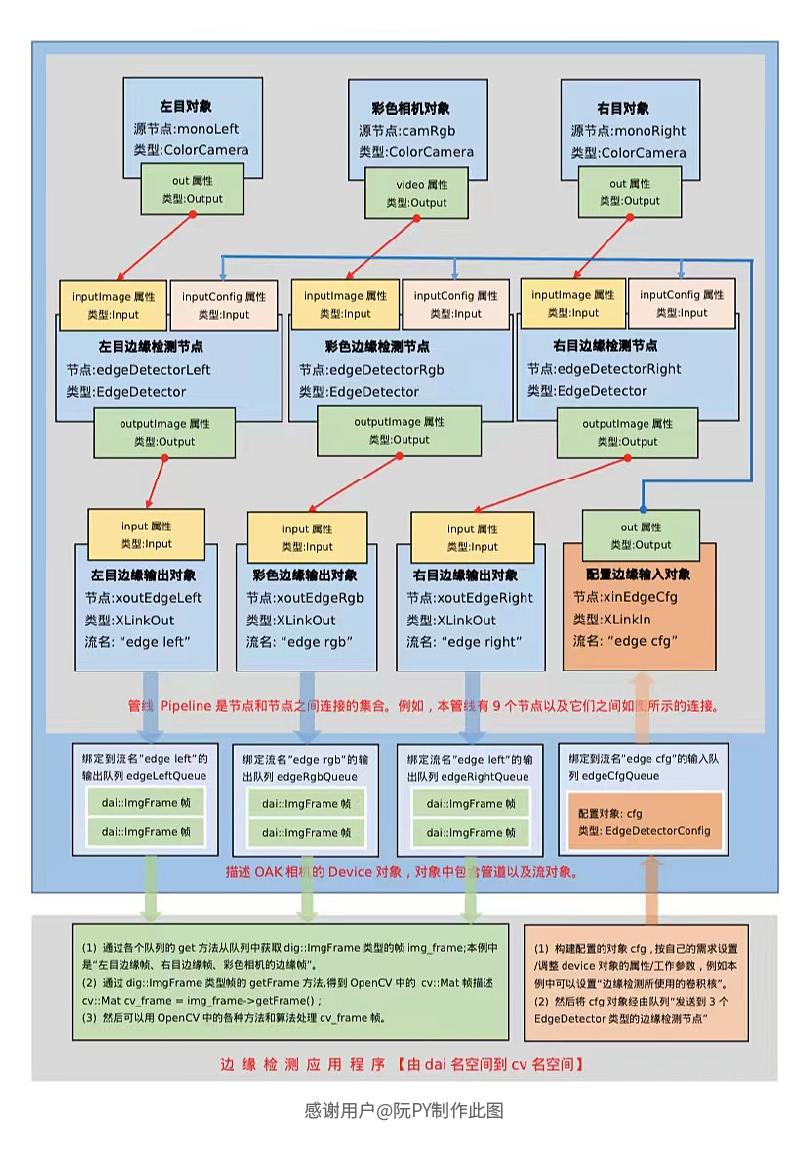 左目对象
源节点:monoLeft
类型:ColorCamera
out 属性
类型:Output
彩色相机对象
源节点:camRgb
类型:ColorCamera
video 属性
类型:Output
右目对象
源节点:monoRight
类型:ColorCamera
out 属性
类型:Output
inputImage 属性
类型:Input
inputConfig 属性
类型:Input
左目边缘检测节点
节点:edgeDetectorLeft
类型:EdgeDetector
outputImage 属性
类型:Output
inputImage 属性
类型:Input
inputConfig 属性
类型:Input
彩色边缘检测节点
节点:edgeDetectorRgb
类型:EdgeDetector
outputImage 属性
类型:Output
inputImage 属性
类型:Input
inputConfig 属性
类型:Input
右目边缘检测节点
节点:edgeDetectorRight
类型:EdgeDetector
outputImage 属性
类型:Output
input 属性
类型:Input
左目边缘输出对象
节点:xoutEdgeLeft
类型:XLinkOut
流名: “edge left”
input 属性
类型:Input
彩色边缘输出对象
节点:xoutEdgeRgb
类型:XLinkOut
流名: “edge rgb”
input 属性
类型:Input
右目边缘输出对象
节点:xoutEdgeRight
类型:XLinkOut
流名: “edge right”
out 属性
类型:Output
配置边缘输入对象
节点:xinEdgeCfg
类型:XLinkIn
流名: “edge cfg”
管线 Pipeline 是节点和节点之间连接的集合。例如，本管线有 9 个节点以及它们之间如图所示的连接。
绑定到流名“edge left”的
输出队列 edgeLeftQueue
dai::ImgFrame 帧
dai::ImgFrame 帧
绑定流名“edge rgb”的输
出队列 edgeRgbQueue
dai::ImgFrame 帧
dai::ImgFrame 帧
绑定流名“edge left”的输
出队列 edgeRightQueue
dai::ImgFrame 帧
dai::ImgFrame 帧
绑定到流名“edge cfg”的输入队
列 edgeCfgQueue
配置对象: cfg
类型: EdgeDetectorConfig
描述 OAK 相机的 Device 对象，对象中包含管道以及流对象。
(1) 通过各个队列的 get 方法从队列中获取 dig::ImgFrame 类型的帧 img_frame;本例中
是“左目边缘帧、右目边缘帧、彩色相机的边缘帧”。
(2) 通过 dig::ImgFrame 类型帧的 getFrame 方法,得到 OpenCV 中的 cv::Mat 帧描述
cv::Mat cv_frame = img_frame->getFrame()；
(3) 然后可以用 OpenCV 中的各种方法和算法处理 cv_frame 帧。
(1) 构建配置的对象 cfg , 按自己的需求设置
/调整 device 对象的属性/工作参数，例如本
例中可以设置“边缘检测所使用的卷积核”。
(2) 然后将 cfg 对象经由队列“发送到 3 个
EdgeDetector 类型的边缘检测节点”
边 缘 检 测 应 用 程 序 【由 dai 名空间到 cv 名空间】
感谢用户@阮PY制作此图